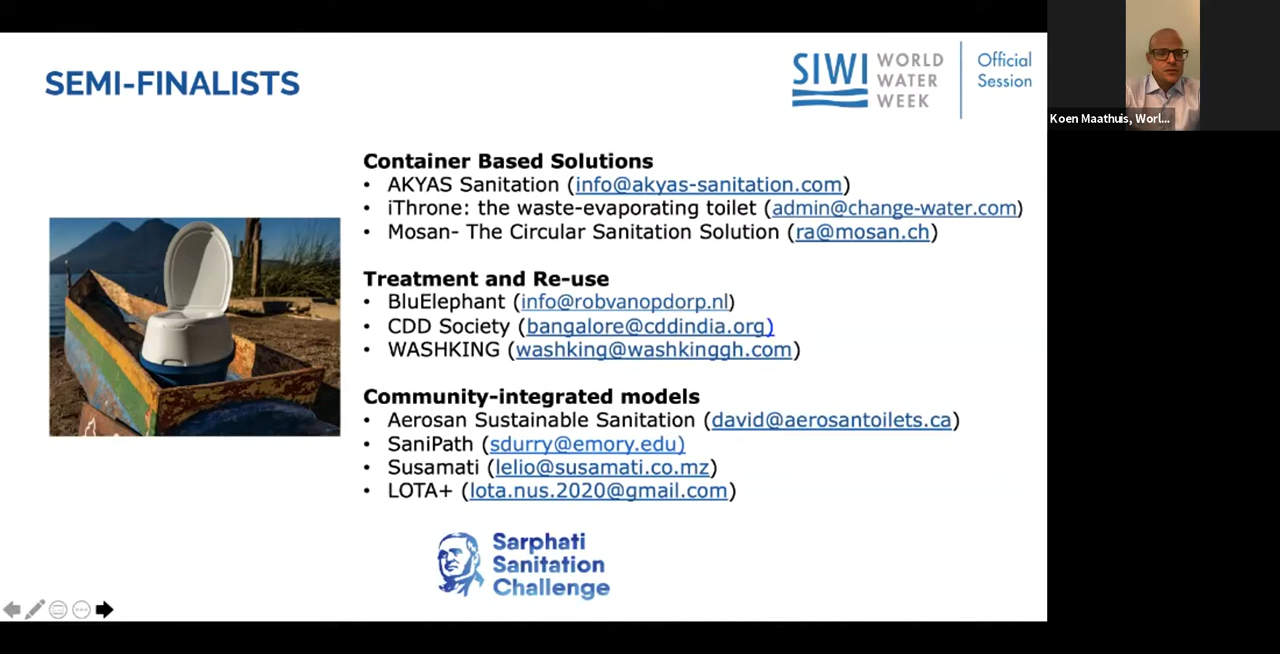 SEMI-FINALISTS
SIWI WORLD WATER WEEK
Official Session
Koen Maathuis, Worl...
Container Based Solutions
• AKYAS Sanitation (info@akyas-sanitation.com)
• iThrone: the waste-evaporating toilet (admin@change-water.com)
• Mosan- The Circular Sanitation Solution (ra@mosan.ch)
Treatment and Re-use
• BluElephant (info@robvanopdorp.nl)
• CDD Society (bangalore@cddindia.org)
• WASHKING (washking@washkinggh.com)
Community-integrated models
• Aerosan Sustainable Sanitation (david@aerosantoilets.ca)
• SaniPath (sdurry@emory.edu)
• Susamati (lelio@susamati.co.mz)
• LOTA+ (lota.nus.2020@gmail.com)
Sarphati
Sanitation
Challenge